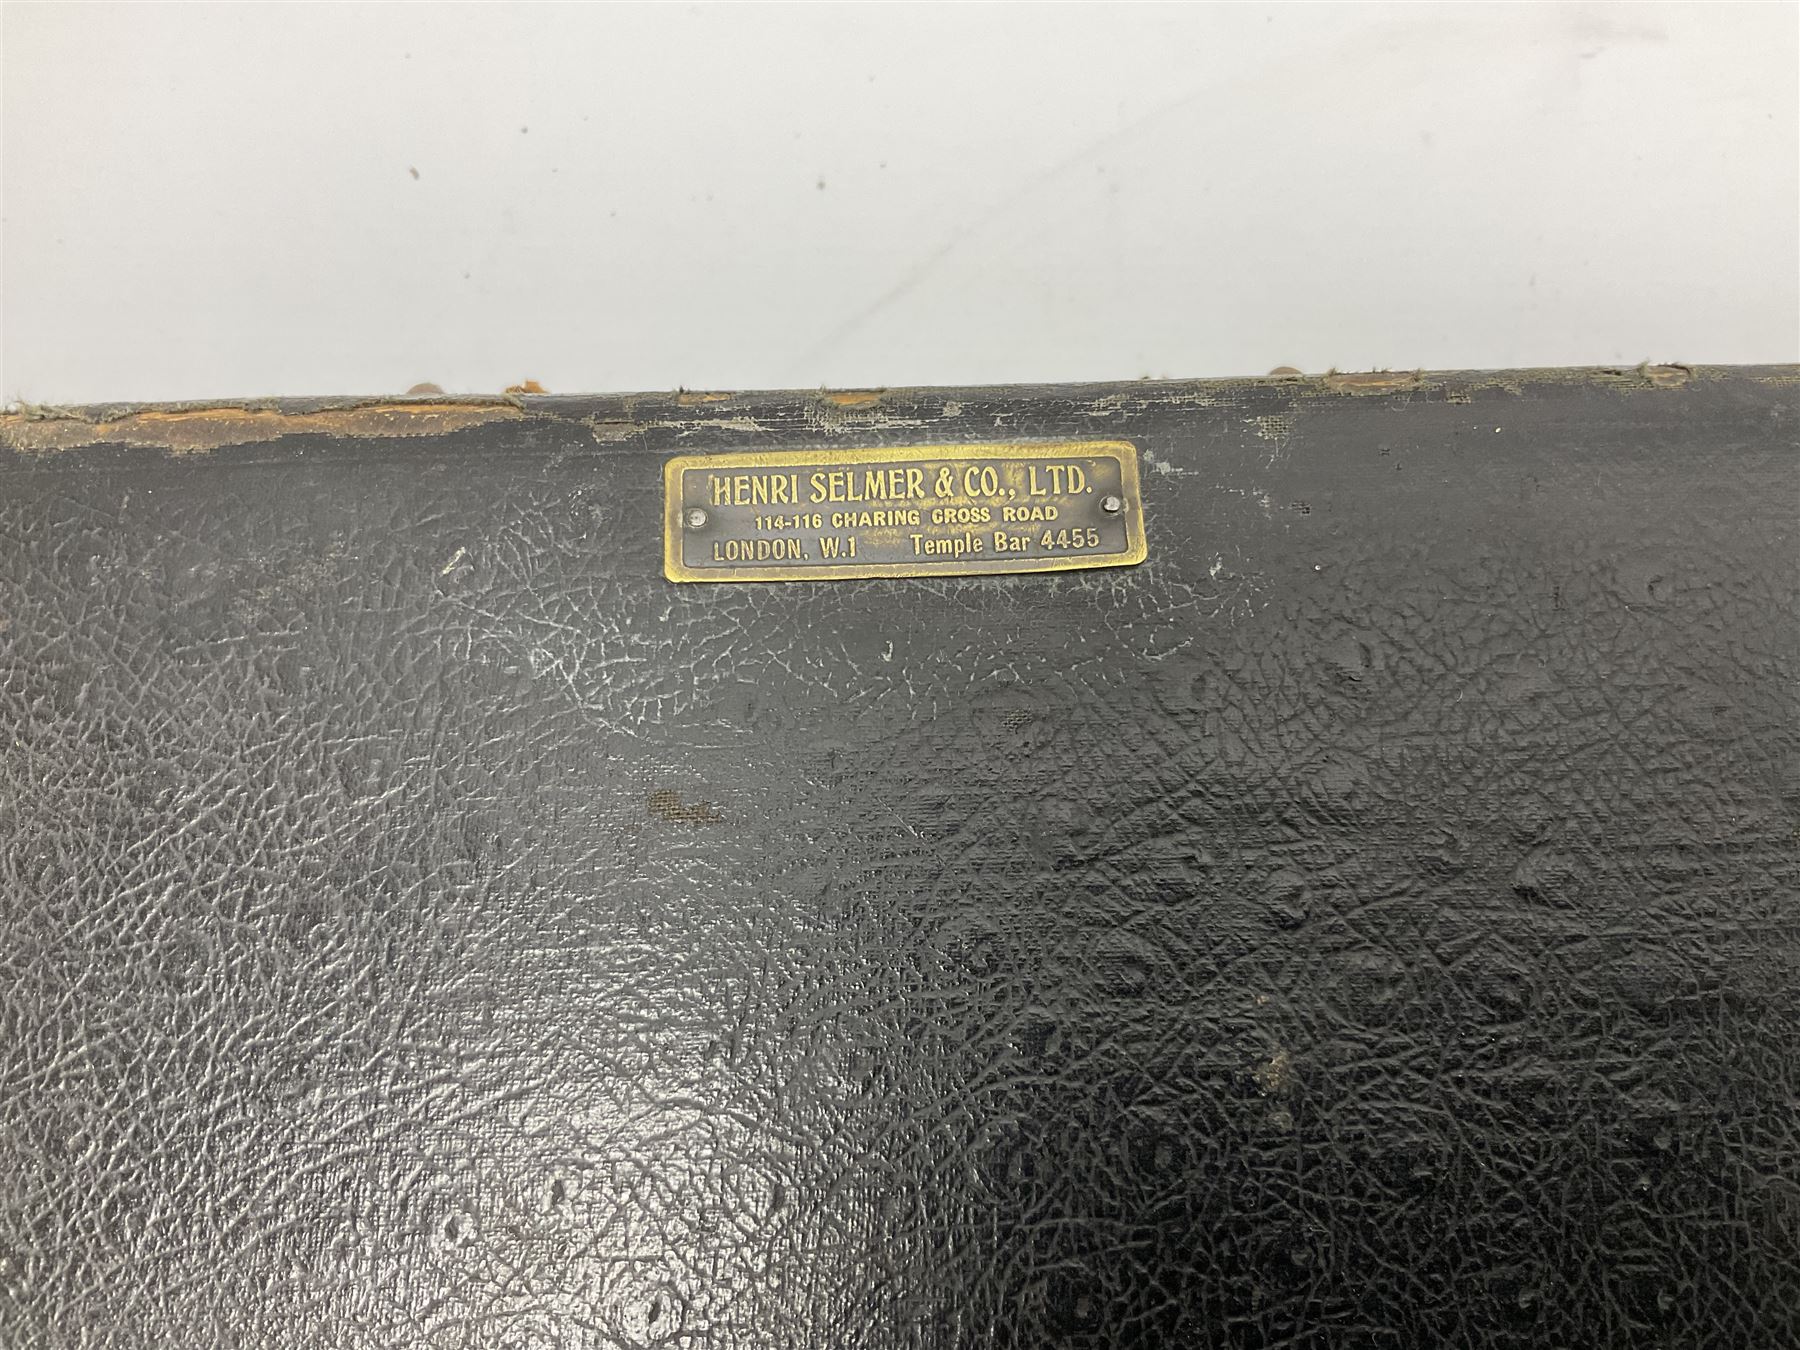 HENRI SELMER & CO., LTD.
114-116 CHARING CROSS ROAD
LONDON, W.1 Temple Bar 4455